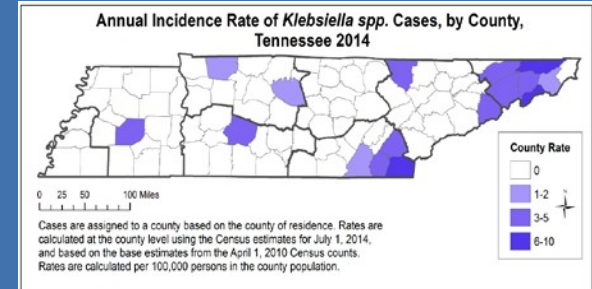 Annual Incidence Rate of Klebsiella spp. Cases, by County,
Tennessee 2014
County Rate
0
1-2
3-5
6-10
0 25 50 100 Miles
Cases are assigned to a county based on the county of residence. Rates are
calculated at the county level using the Census estimates for July 1, 2014,
and based on the base estimates from the April 1, 2010 Census counts.
Rates are calculated per 100,000 persons in the county population.